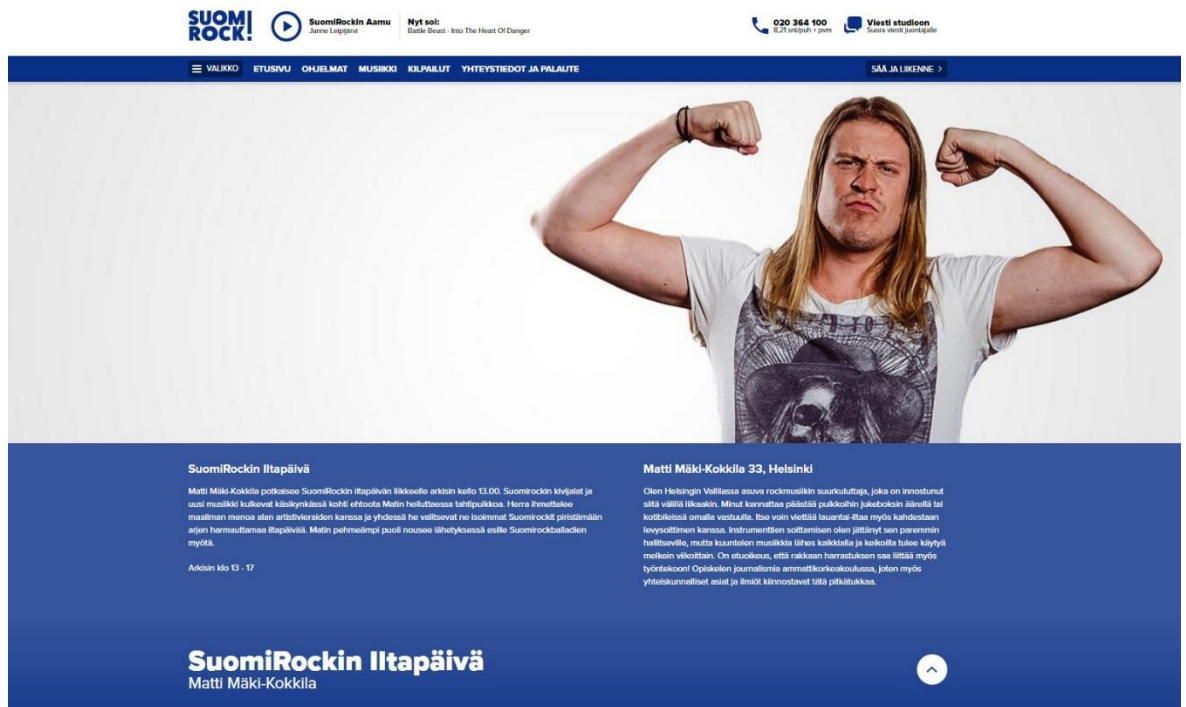 SUOMI
ROCK!
SuomiRockin Aamu
Janne Leipijärvi
Nyt soi:
Battle Beast - Into The Heart Of Danger
020 364 100
8,21 snt/puh + pvm
Viesti studioon
Suora viesti juontajalle
VALIKKO ETUSIVU OHJELMAT MUSIIKKI KILPAILUT YHTEYSTIEDOT JA PALAUTE SÄÄ JA LIIKENNE >
SuomiRockin Iltapäivä
Matti Mäki-Kokkila potkaisee SuomiRockin iltapäivän liikkeelle arkisin kello 13.00. Suomirockin kivijalat ja
uusi musiikki kulkevat käsikynkässä kohti ehtoota Matin heiluttaessa tahtipuikkoa. Herra ihmettelee
maailman menoa alan artistivieraiden kanssa ja yhdessä he valitsevat ne isoimmat Suomirockit piristämään
arjen harmauttamaa iltapäivää. Matin pehmeämpi puoli nousee lähetyksessä esille Suomirockballadien
myötä.
Arkisin klo 13 - 17
Matti Mäki-Kokkila 33, Helsinki
Olen Helsingin Vallilassa asuva rockmusiikin suurkuluttaja, joka on innostunut
siitä välillä liikaakin. Minut kannattaa päästää puikkoihin jukeboksin äärellä tai
kotibileissä omalla vastuulla. Itse voin viettää lauantai-iltaa myös kahdestaan
levysoittimen kanssa. Instrumenttien soittamisen olen jättänyt sen paremmin
hallitseville, mutta kuuntelen musiikkia lähes kaikkialla ja keikoilla tulee käytyä
melkein viikoittain. On etuoikeus, että rakkaan harrastuksen saa liittää myös
työntekoon! Opiskelen journalismia ammattikorkeakoulussa, joten myös
yhteiskunnalliset asiat ja ilmiöt kiinnostavat tätä pitkätukkaa.
SuomiRockin Iltapäivä
Matti Mäki-Kokkila